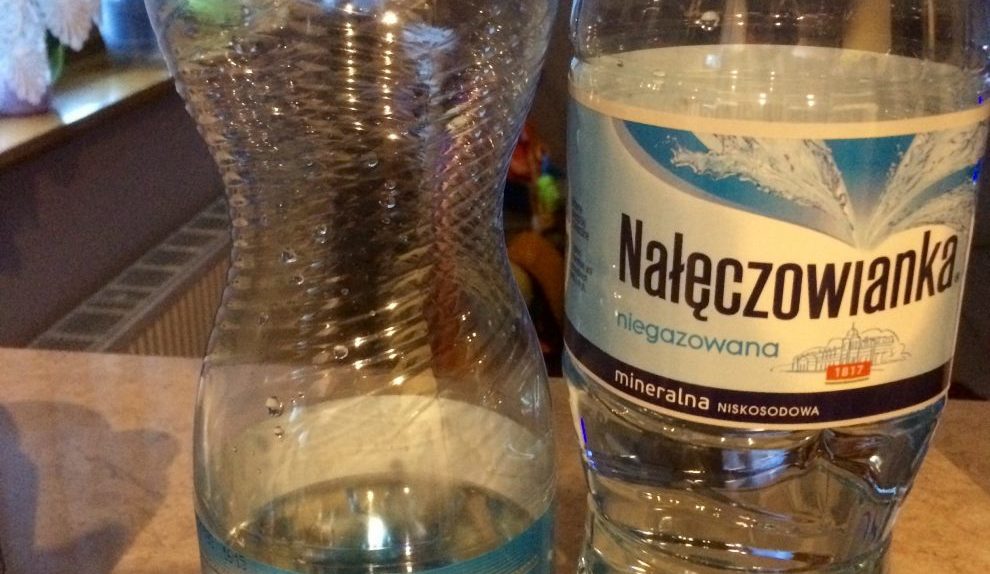 Nałęczowianka
niegazowana
1817
mineralna NISKOSODOWA